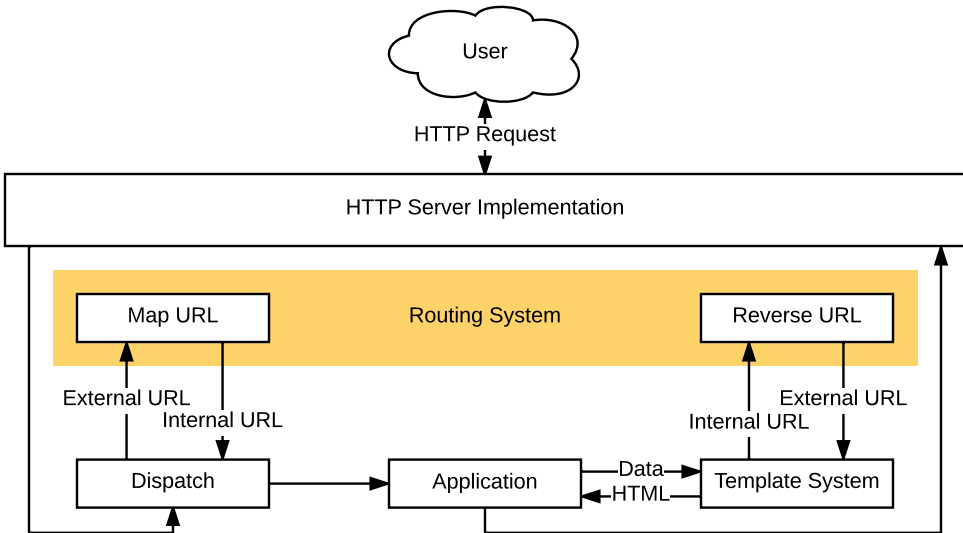 User
HTTP Request
HTTP Server Implementation
Map URL
Routing System
Reverse URL
External URL
Internal URL
External URL
Internal URL
Dispatch
Application
Data
HTML
Template System